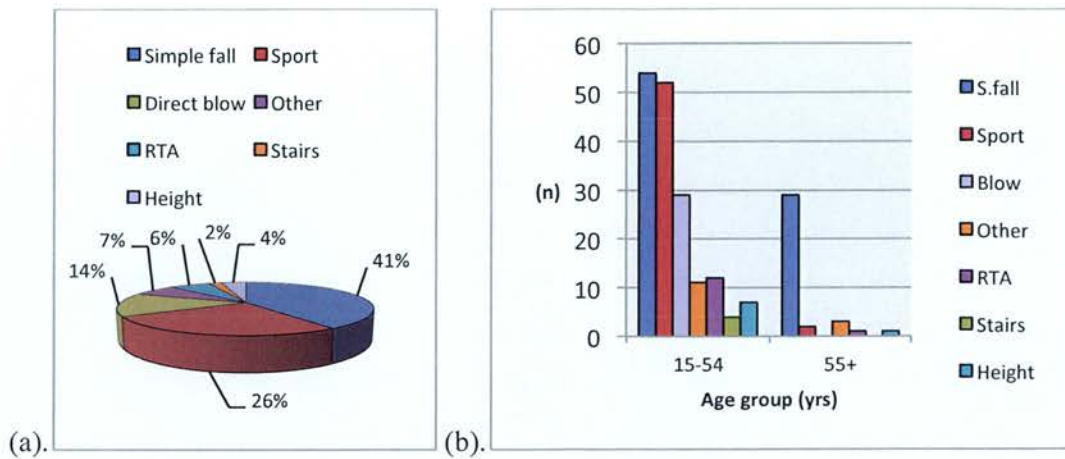 Simple fall Sport
Direct blow Other
RTA Stairs
Height
7% 6% 2% 4%
14% 41%
26%
(a).
60
50
40
30
20
10
0
(n)
15-54 55+
Age group (yrs)
S.fall
Sport
Blow
Other
RTA
Stairs
Height
(b).